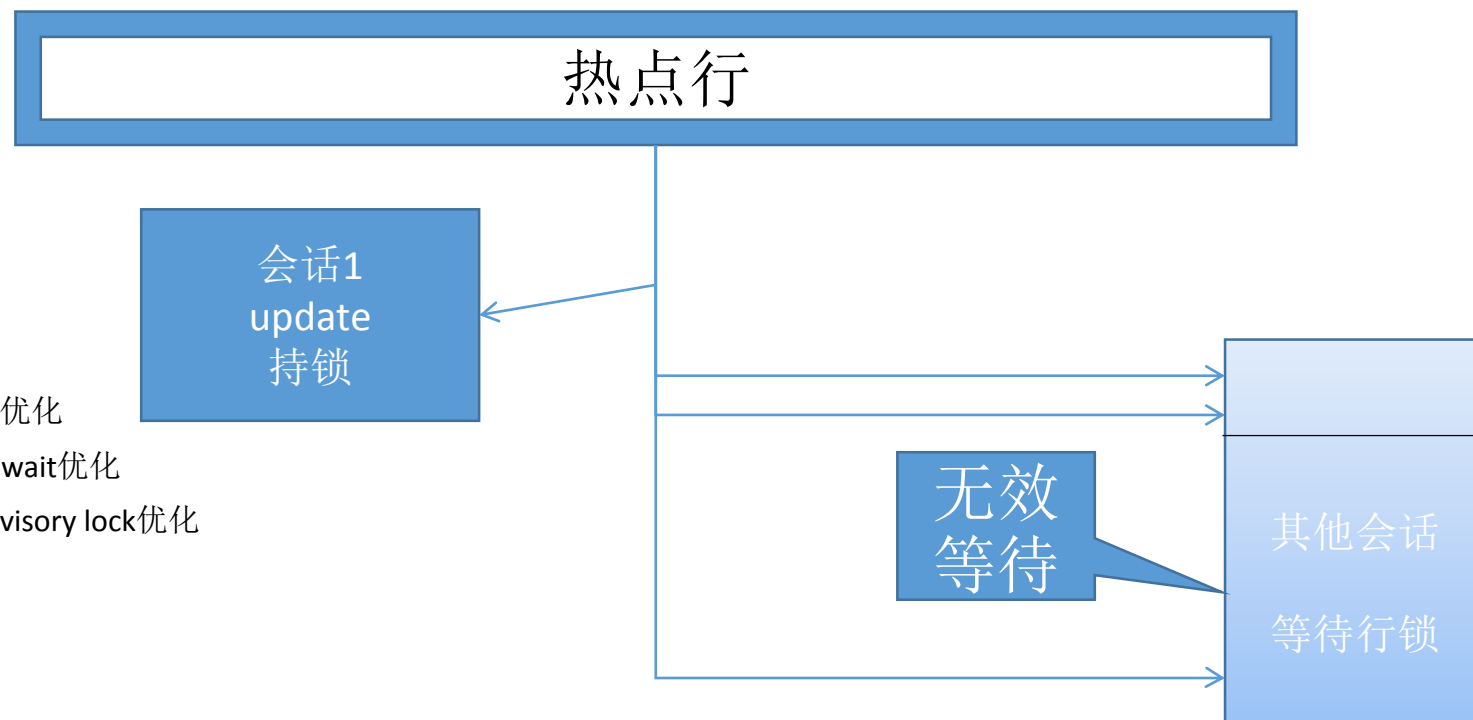 热点行
会话1
update
持锁
优化
wait优化
visory lock优化
无效
等待
其他会话
等待行锁